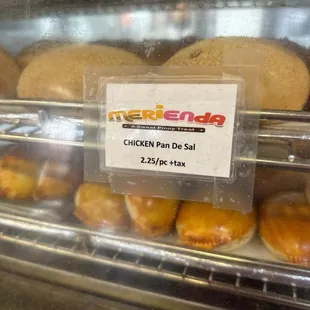 MERIENDA
A Sweet Pinoy Treat
CHICKEN Pan De Sal
2.25/pc +tax